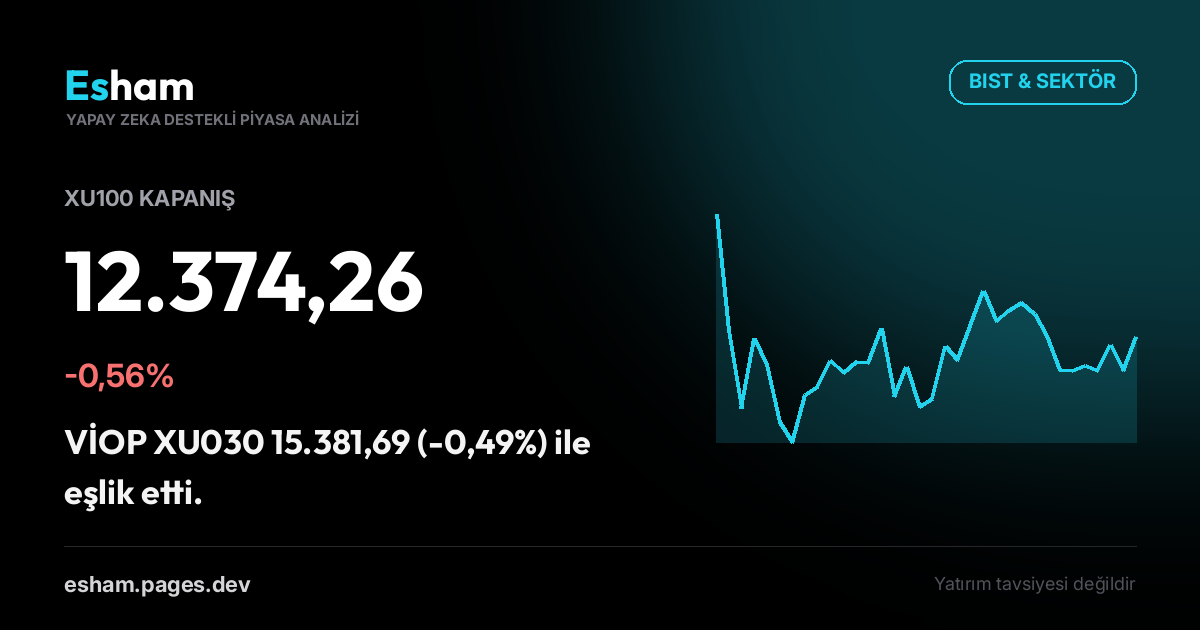 Esham
YAPAY ZEKA DESTEKLİ PİYASA ANALİZİ
BIST & SEKTÖR
XU100 KAPANIŞ
12.374,26
-0,56%
VİOP XU030 15.381,69 (-0,49%) ile
eşlik etti.
esham.pages.dev
Yatırım tavsiyesi değildir